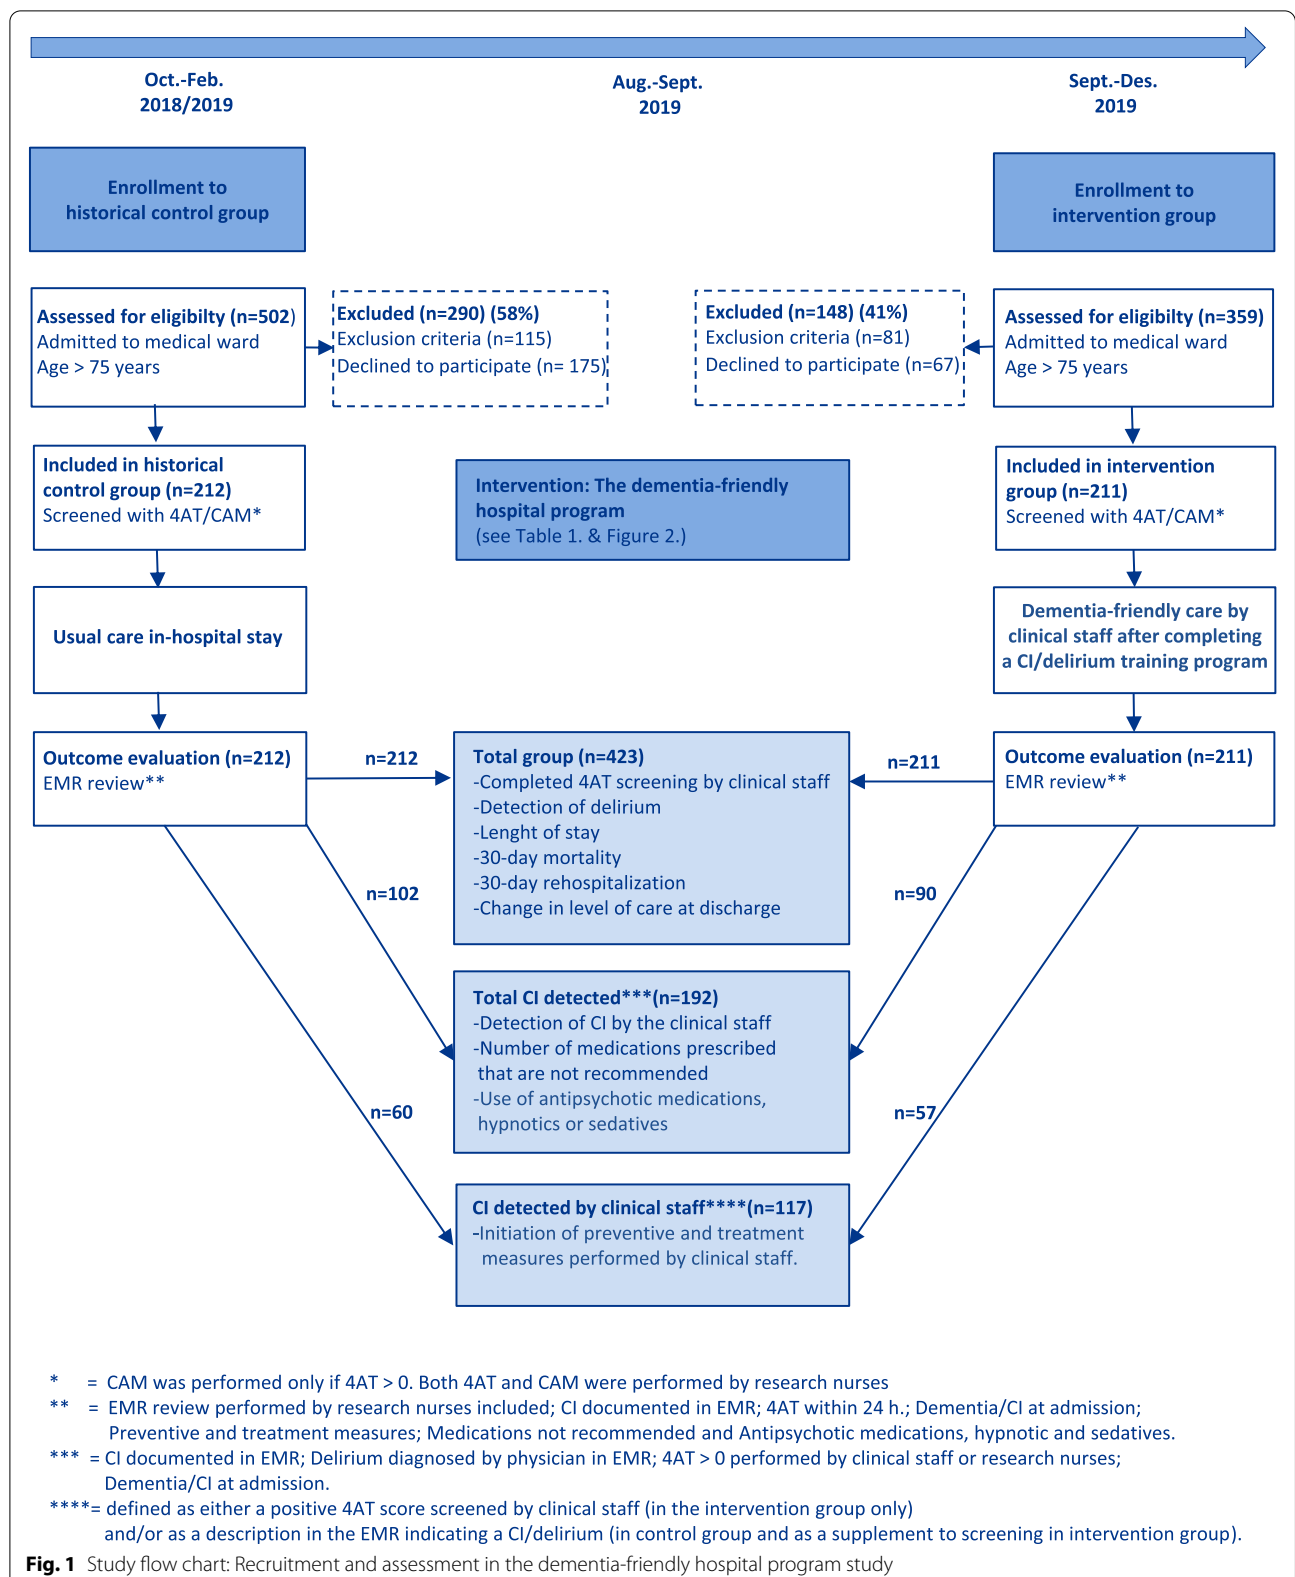 Oct.-Feb.
2018/2019
Aug.-Sept.
2019
Sept.-Des.
2019
Enrollment to
historical control group
Enrollment to
intervention group
Assessed for eligibilty (n=502)
Admitted to medical ward
Age > 75 years
Excluded (n=290) (58%)
Exclusion criteria (n=115)
Declined to participate (n= 175)
Excluded (n=148) (41%)
Exclusion criteria (n=81)
Declined to participate (n=67)
Assessed for eligibilty (n=359)
Admitted to medical ward
Age > 75 years
Included in historical
control group (n=212)
Screened with 4AT/CAM*
Intervention: The dementia-friendly
hospital program
(see Table 1. & Figure 2.)
Included in intervention
group (n=211)
Screened with 4AT/CAM*
Usual care in-hospital stay
Dementia-friendly care by
clinical staff after completing
a CI/delirium training program
Outcome evaluation (n=212)
EMR review**
n=212
Total group (n=423)
-Completed 4AT screening by clinical staff
-Detection of delirium
-Lenght of stay
-30-day mortality
-30-day rehospitalization
-Change in level of care at discharge
n=211
Outcome evaluation (n=211)
EMR review**
n=102
n=90
Total CI detected***(n=192)
-Detection of CI by the clinical staff
-Number of medications prescribed
that are not recommended
-Use of antipsychotic medications,
hypnotics or sedatives
n=60
n=57
CI detected by clinical staff****(n=117)
-Initiation of preventive and treatment
measures performed by clinical staff.
* = CAM was performed only if 4AT > 0. Both 4AT and CAM were performed by research nurses
** = EMR review performed by research nurses included; CI documented in EMR; 4AT within 24 h.; Dementia/CI at admission;
Preventive and treatment measures; Medications not recommended and Antipsychotic medications, hypnotic and sedatives.
*** = CI documented in EMR; Delirium diagnosed by physician in EMR; 4AT > 0 performed by clinical staff or research nurses;
Dementia/CI at admission.
****= defined as either a positive 4AT score screened by clinical staff (in the intervention group only)
and/or as a description in the EMR indicating a CI/delirium (in control group and as a supplement to screening in intervention group).
Fig. 1 Study flow chart: Recruitment and assessment in the dementia-friendly hospital program study